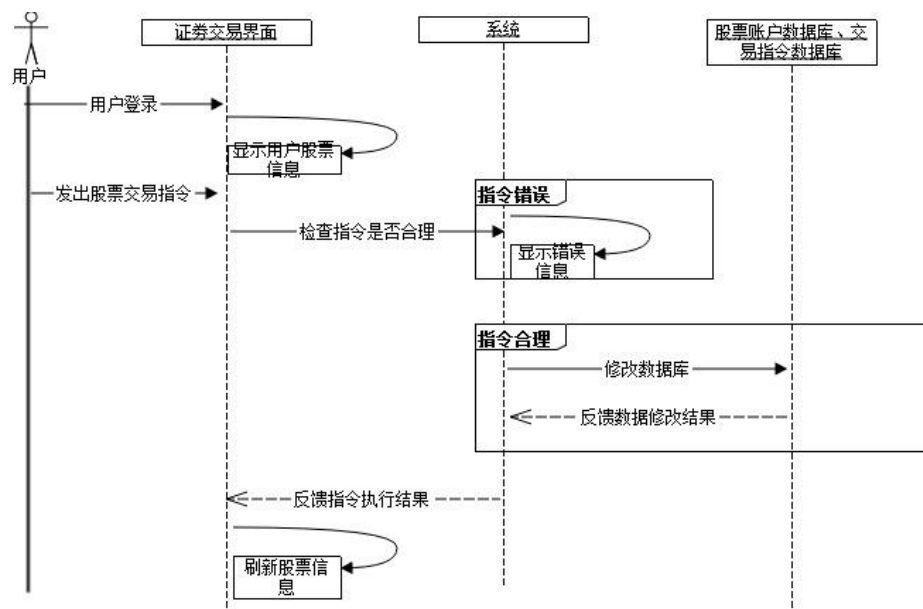 证券交易界面
系统
股票账户数据库、交
易指令数据库
用户
用户登录
显示用户股票
信息
发出股票交易指令
指令错误
检查指令是否合理
显示错误
信息
指令合理
修改数据库
反馈数据修改结果
反馈指令执行结果
刷新股票信
息